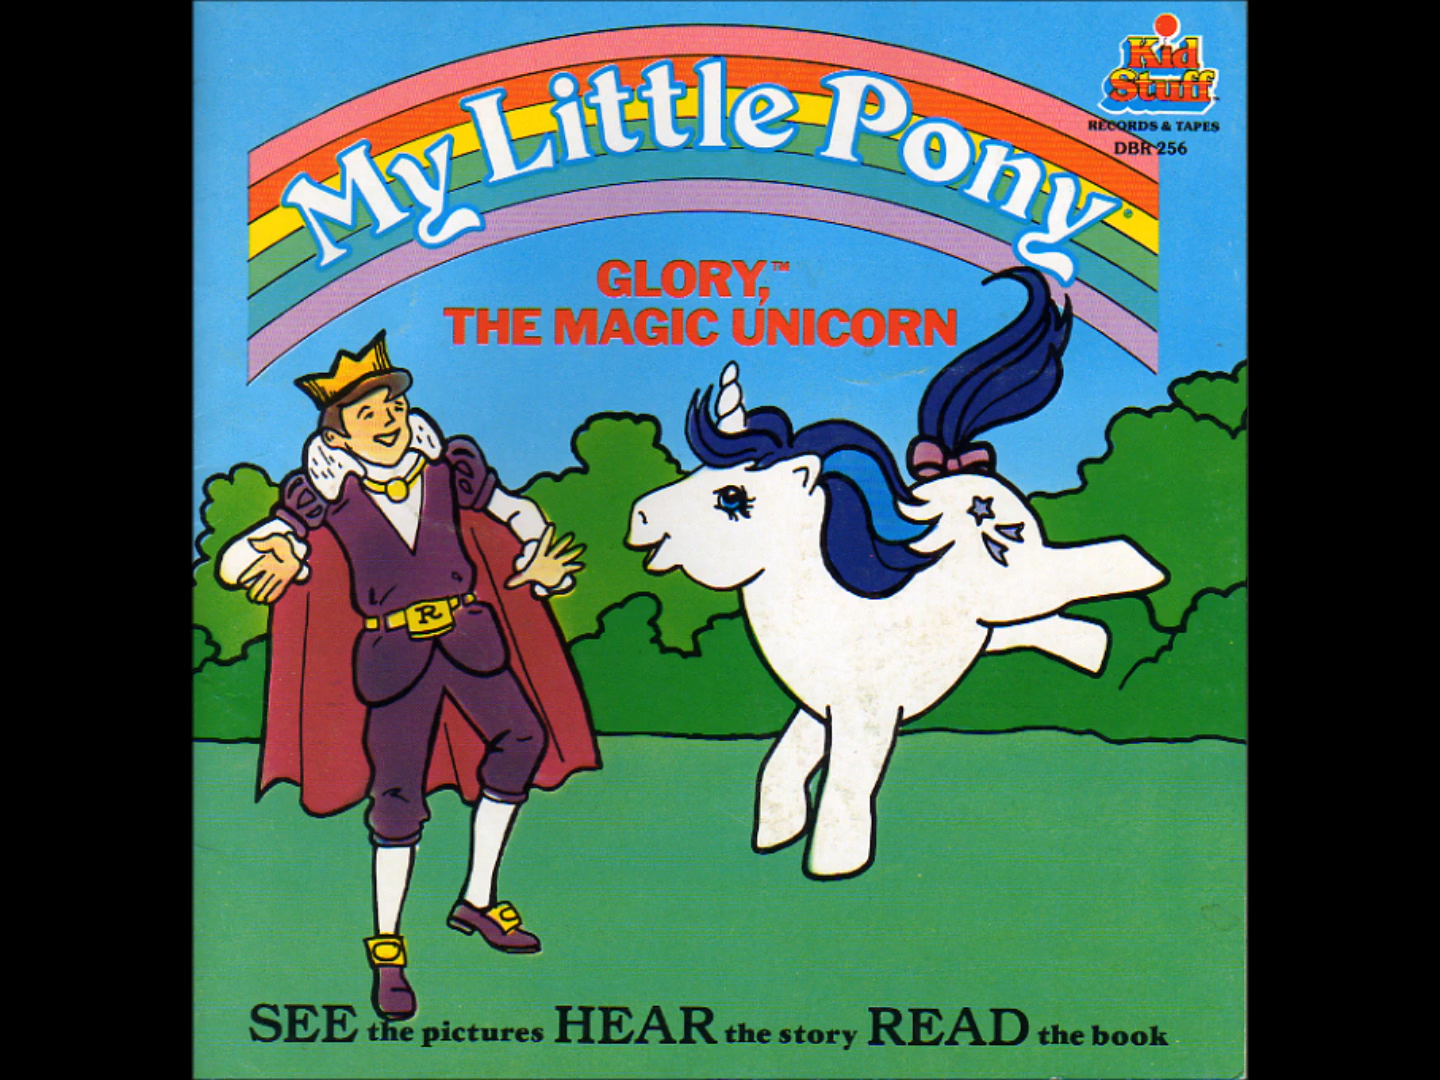 Kid
Stuff™
RECORDS & TAPES
DBR 256
My Little Pony®
GLORY,™
THE MAGIC UNICORN
R
SEE the pictures HEAR the story READ the book